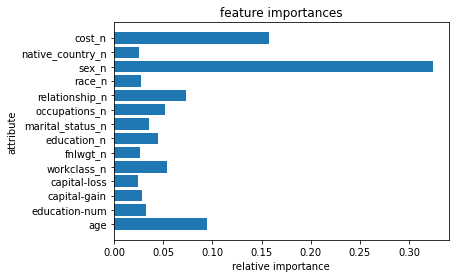 feature importances
cost_n
native_country_n
sex_n
race_n
relationship_n
occupations_n
marital_status_n
education_n
fnlwgt_n
workclass_n
capital-loss
capital-gain
education-num
age
attribute
0.00 0.05 0.10 0.15 0.20 0.25 0.30
relative importance